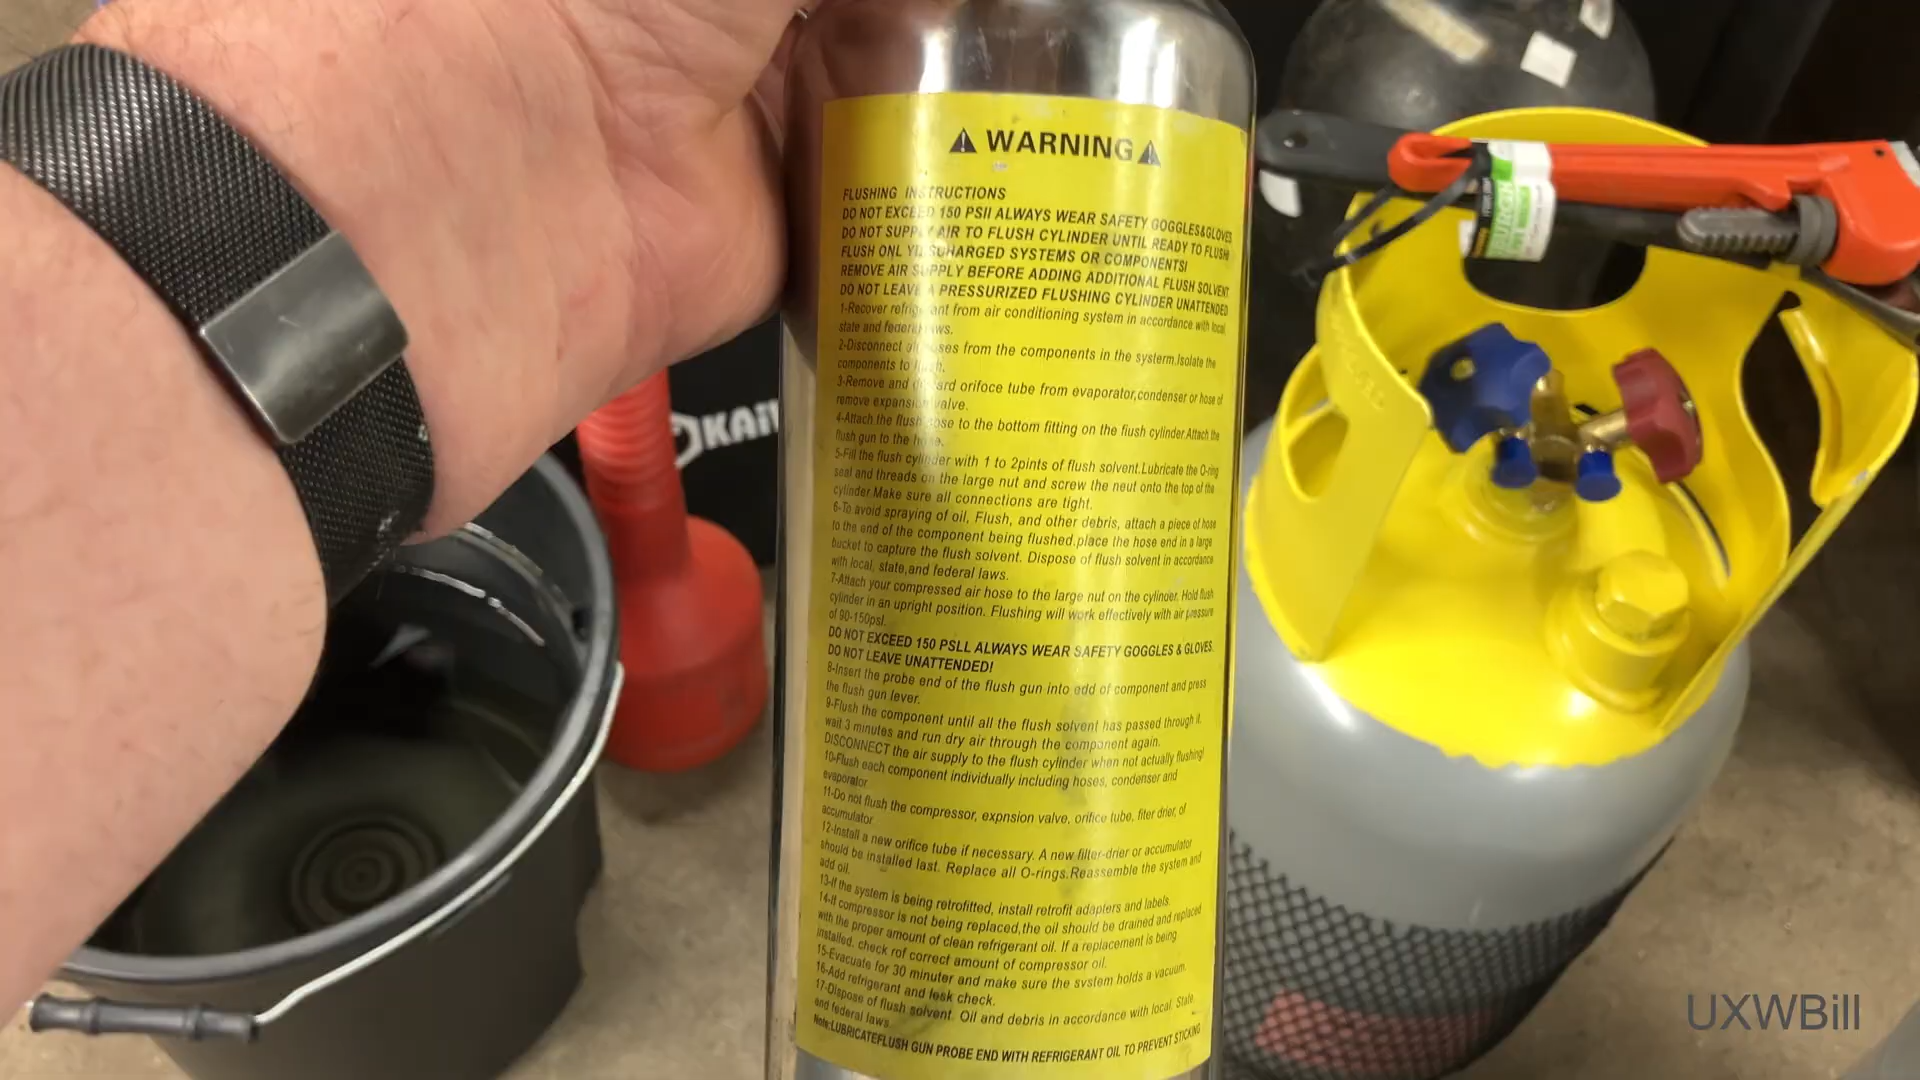 WARNING
FLUSHING INSTRUCTIONS
DO NOT EXCEED 150 PSII ALWAYS WEAR SAFETY GOGGLES&GLOVES
DO NOT SUPPLY AIR TO FLUSH CYLINDER UNTIL READY TO FLUSH!
FLUSH ONL YDISCHARGED SYSTEMS OR COMPONENTS!
REMOVE AIR SUPPLY BEFORE ADDING ADDITIONAL FLUSH SOLVENT
DO NOT LEAVE A PRESSURIZED FLUSHING CYLINDER UNATTENDED
1-Recover refrigerant from air conditioning system in accordance with local
state and federal laws.
2-Disconnect hoses from the components in the systerm.Isolate the
components to flush.
3-Remove and discard orifoce tube from evaporator,condenser or hose of
remove expansion valve.
4-Attach the flush hose to the bottom fitting on the flush cylinder.Attach the
flush gun to the hose.
5-Fill the flush cylinder with 1 to 2pints of flush solvent.Lubricate the O-ring
seal and threads on the large nut and screw the neut onto the top of the
cylinder.Make sure all connections are tight.
6-To avoid spraying of oil, Flush, and other debris, attach a piece of hose
to the end of the component being flushed.place the hose end in a large
bucket to capture the flush solvent. Dispose of flush solvent in accordance
with local, state,and federal laws.
7-Attach your compressed air hose to the large nut on the cylinder. Hold flush
cylinder in an upright position. Flushing will work effectively with air pressure
of 90-150psl.
DO NOT EXCEED 150 PSLL ALWAYS WEAR SAFETY GOGGLES & GLOVES.
DO NOT LEAVE UNATTENDED!
8-Insert the probe end of the flush gun into edd of component and press
the flush gun lever.
9-Flush the component until all the flush solvent has passed through it.
wait 3 minutes and run dry air through the component again.
DISCONNECT the air supply to the flush cylinder when not actually flushing!
10-Flush each component individually including hoses, condenser and
evaporator
11-Do not flush the compressor, expnsion valve, orifice tube, filter drier, of
accumulator
12-Install a new orifice tube if necessary. A new filter-drier or accumulator
should be installed last. Replace all O-rings.Reassemble the system and
add oil.
13-If the system is being retrofitted, install retrofit adapters and labels
14-If compressor is not being replaced,the oil should be drained and replaced
with the proper amount of clean refrigerant oil. If a replacement is being
installed. check rof correct amount of compressor oil.
15-Evacuate for 30 minuter and make sure the system holds a vacuum.
16-Add refrigerant and lesk check.
17-Dispose of flush solvent. Oil and debris in accordance with local. State
and federal laws
Note:LUBRICATEFLUSH GUN PROBE END WITH REFRIGERANT OIL TO PREVENT STICKING
KAI
UXWBill